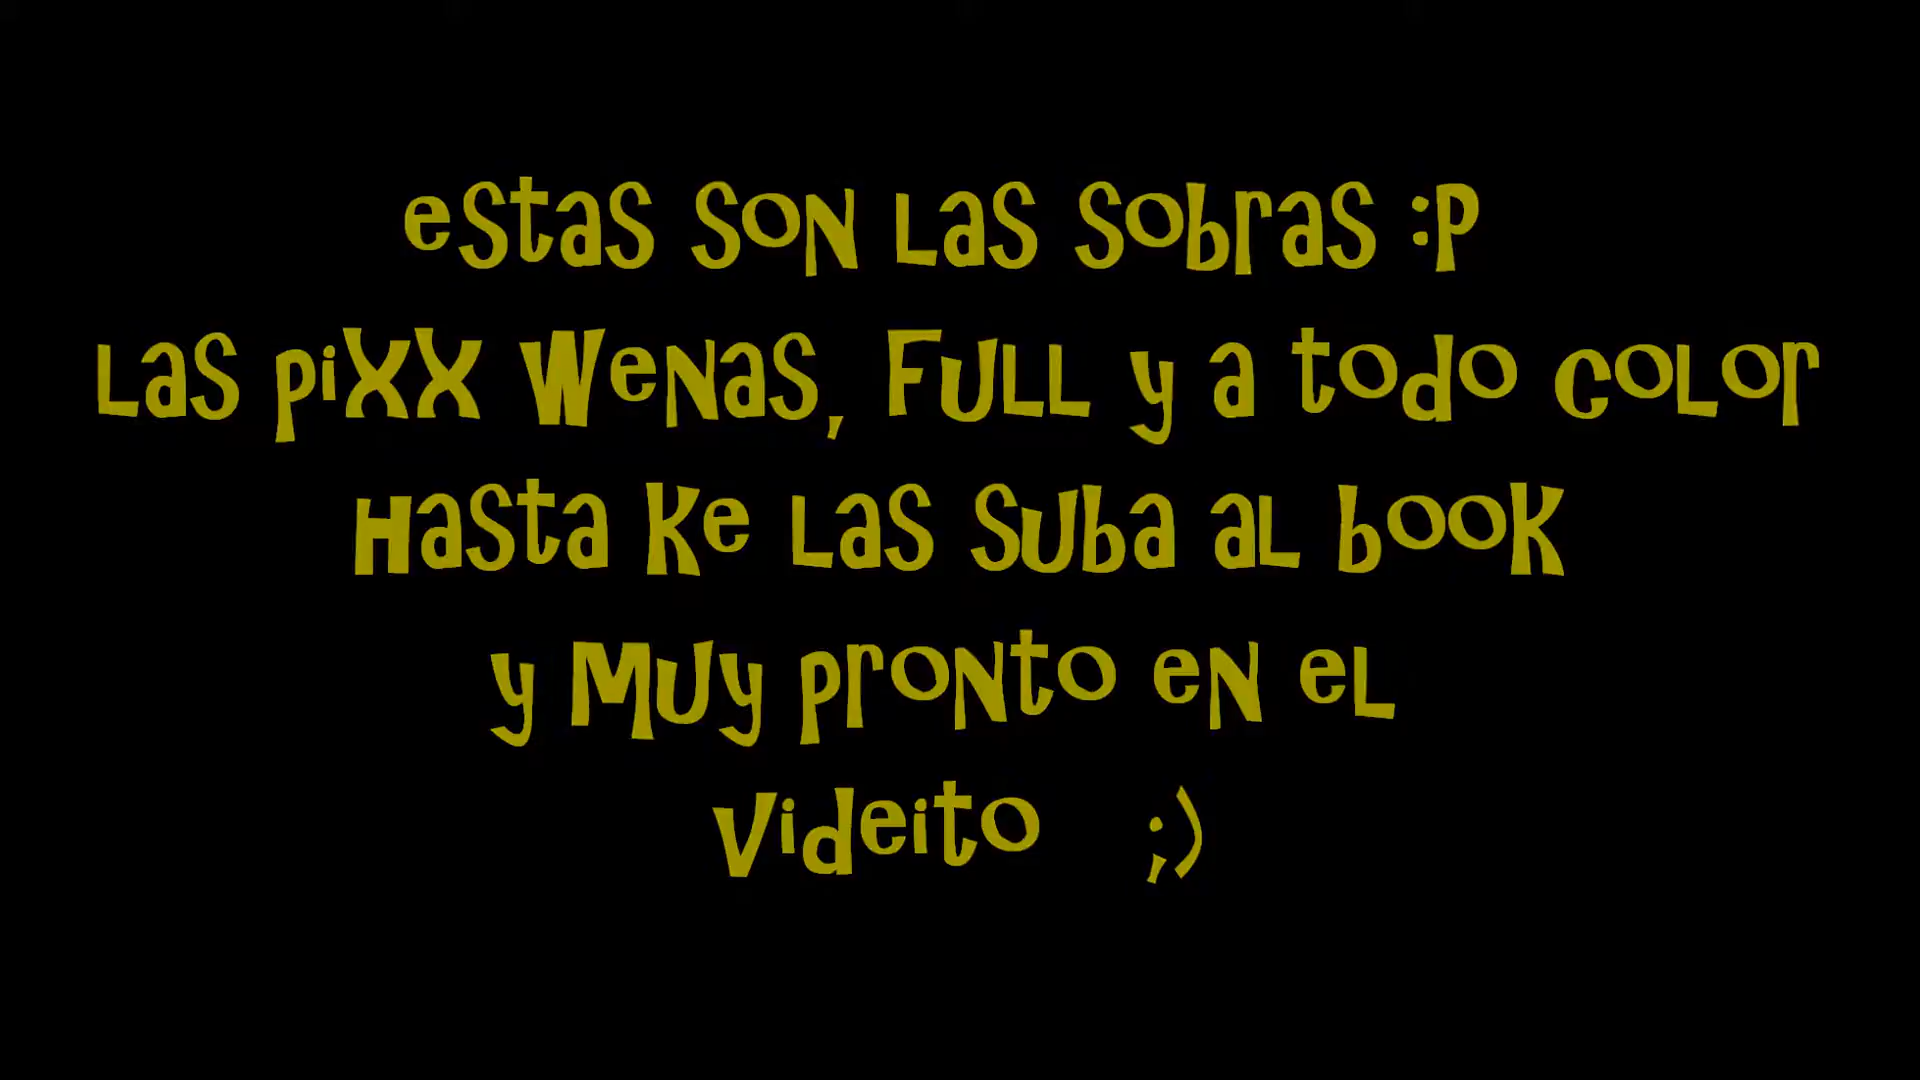 estas son las sobras :P
las pixx wenas, FULL y a todo color
Hasta ke las suba al book
y muy pronto en el
Videito ;)